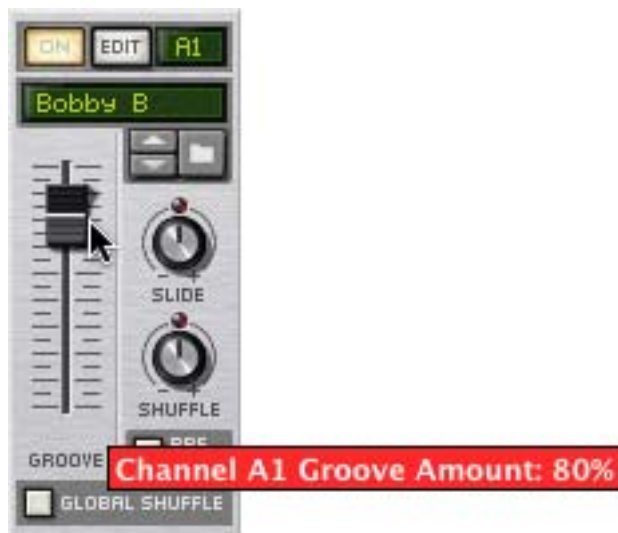 ON EDIT A1
Bobby B
- +
SLIDE
- +
SHUFFLE
GROOVE
Channel A1 Groove Amount: 80%
GLOBAL SHUFFLE